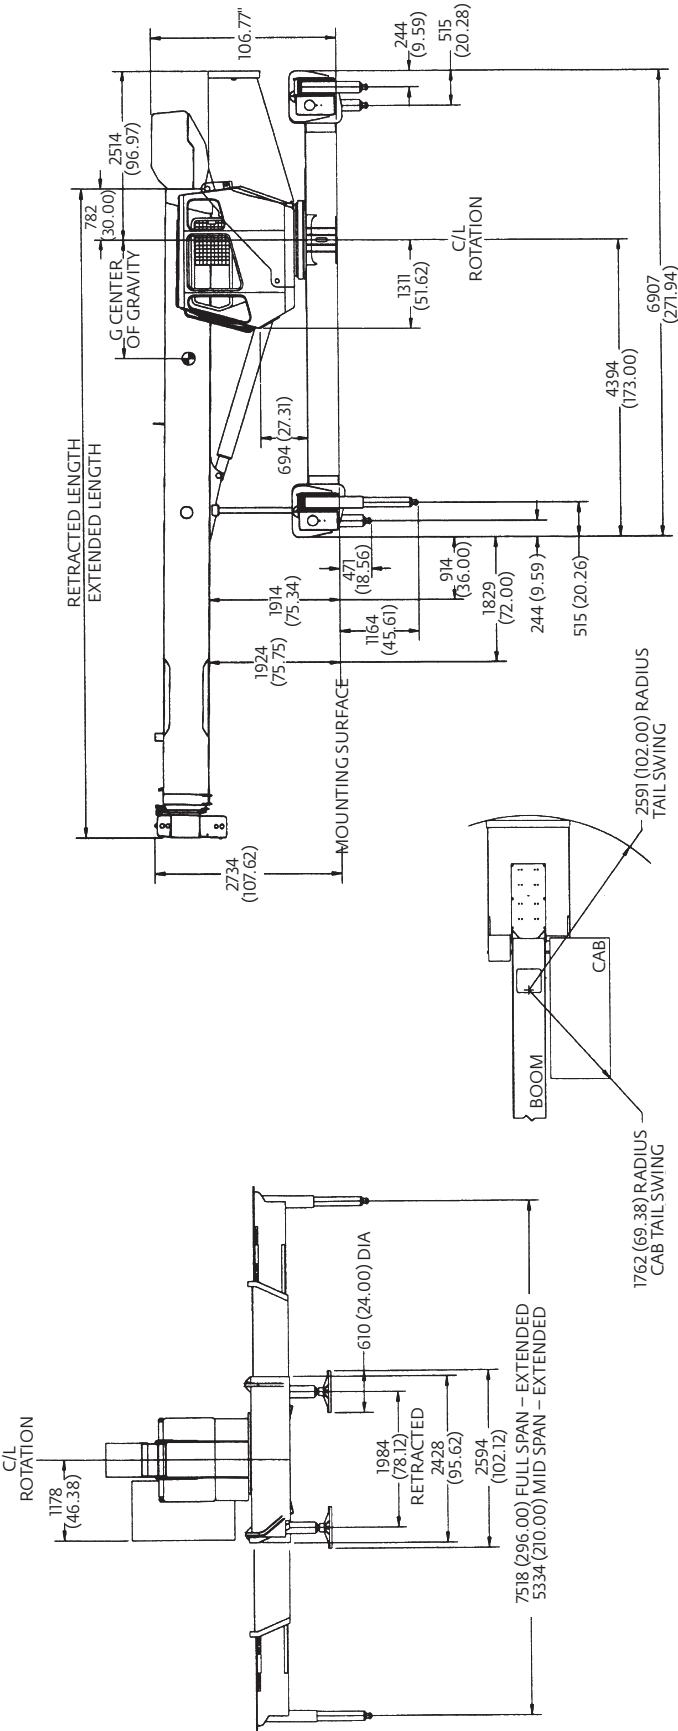 RETRACTED LENGTH
EXTENDED LENGTH
782
(30.00)
2514
(96.97)
G CENTER
OF GRAVITY
106.77"
244
(9.59)
515
(20.28)
C/L
ROTATION
1311
(51.62)
694 (27.31)
4394
(173.00)
6907
(271.94)
1914
(75.34)
1924
(75.75)
471
(18.56)
1164
(45.61)
914
(36.00)
1829
(72.00)
244 (9.59 )
515 (20.26)
MOUNTING SURFACE
2734
(107.62)
2591 (102.00) RADIUS
TAIL SWING
CAB
BOOM
1762 (69.38) RADIUS
CAB TAIL SWING
C/L
ROTATION
1178
(46.38)
610 (24.00) DIA
1984
(78.12)
RETRACTED
2428
(95.62)
2594
(102.12)
7518 (296.00) FULL SPAN – EXTENDED
5334 (210.00) MID SPAN – EXTENDED